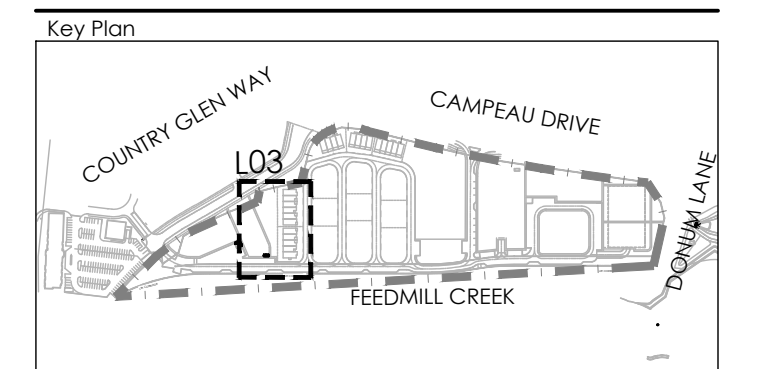 Key Plan
COUNTRY GLEN WAY
CAMPEAU DRIVE
L03
DONUM LANE
FEEDMILL CREEK